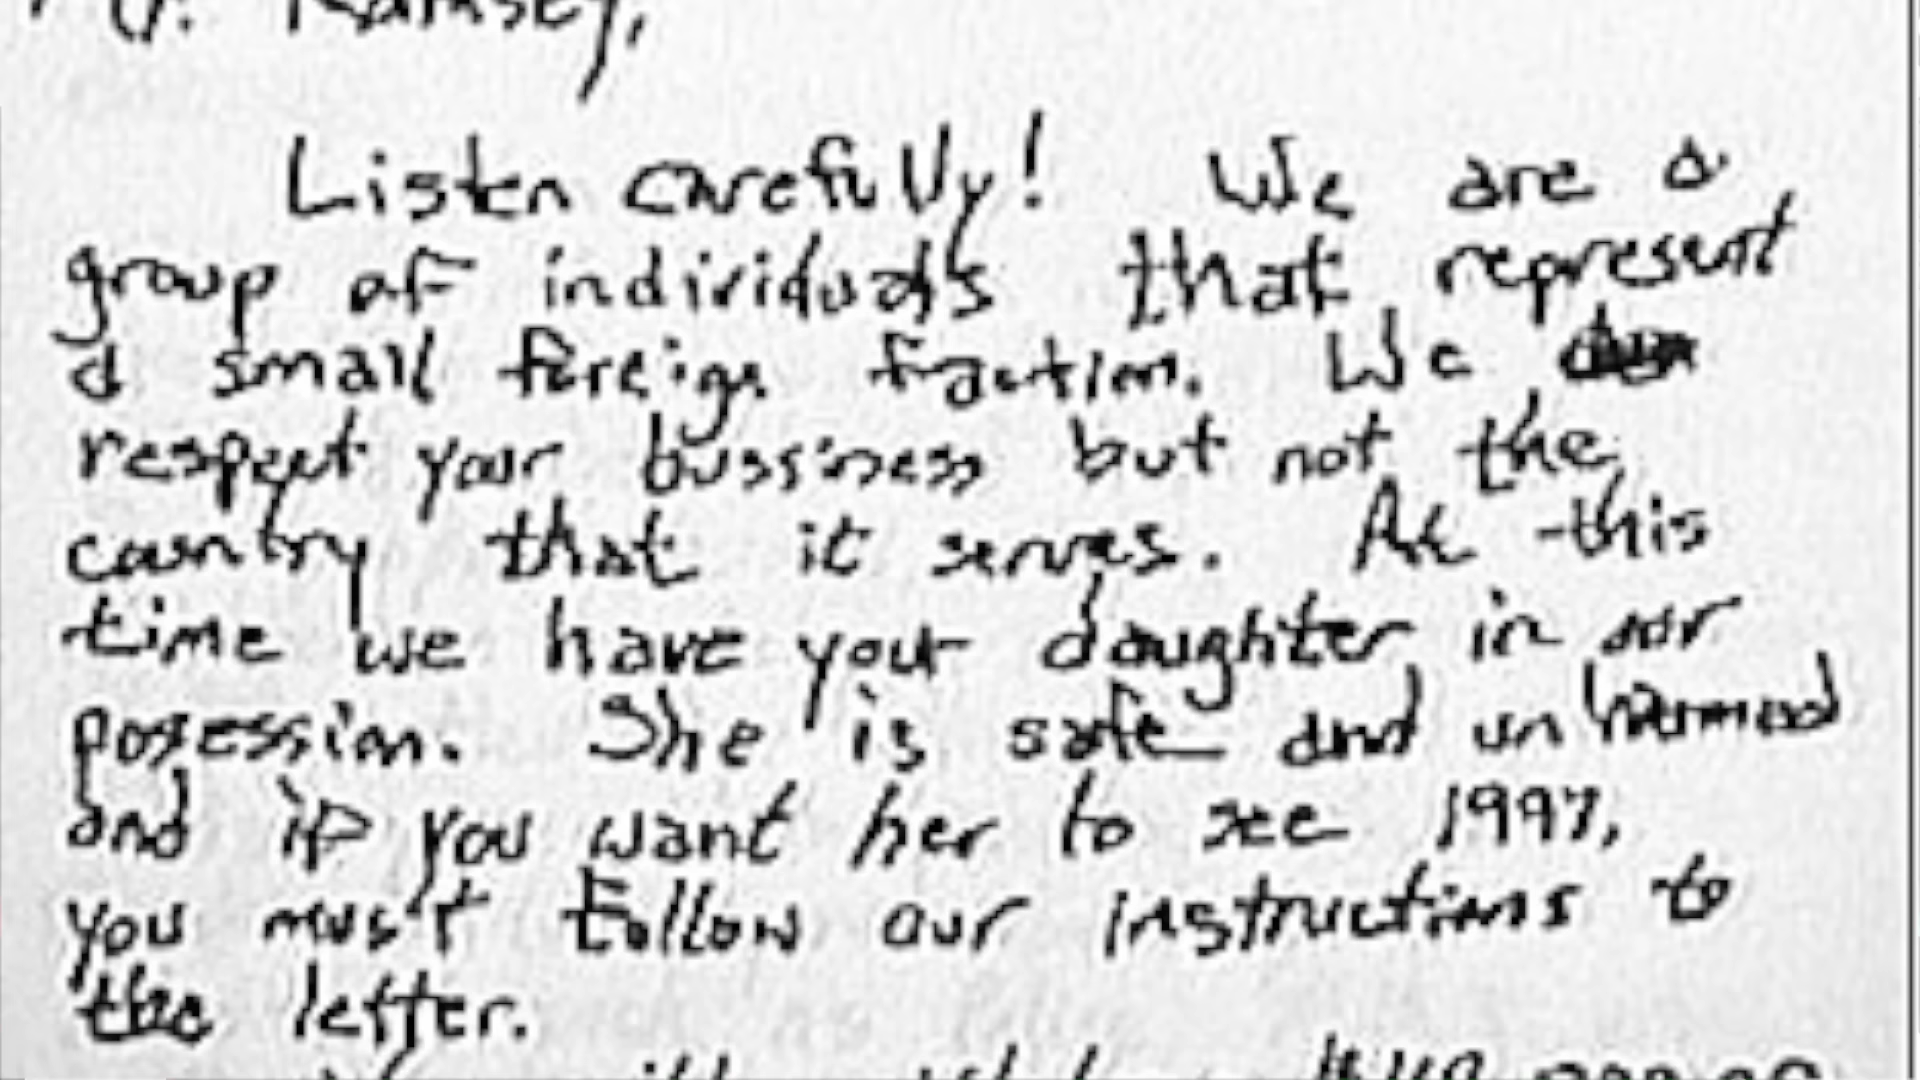 Mr. Ramsey,
Listen carefully! We are a
group of individuals that represent
a small foreign faction. We
respect your bussiness but not the
country that it serves. At this
time we have your daughter in our
posession. She is safe and unharmed
and if you want her to see 1997,
you must follow our instructions to
the letter.